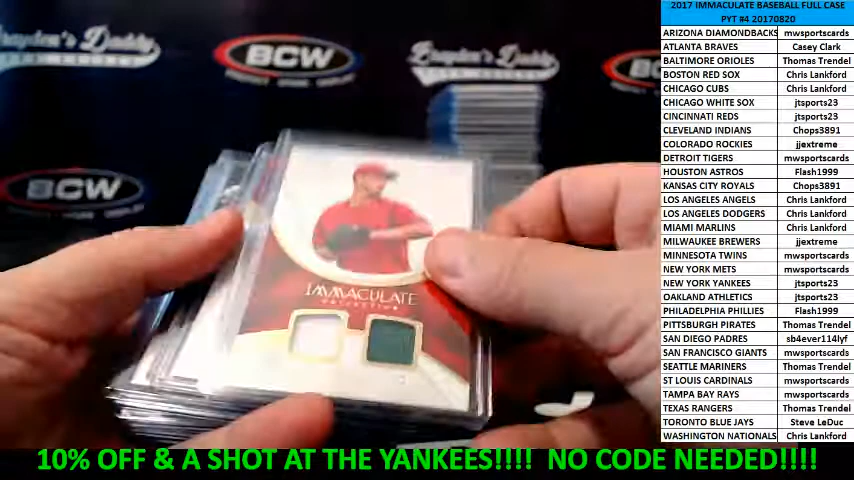 2017 IMMACULATE BASEBALL FULL CASE
PYT #4 20170820
ARIZONA DIAMONDBACKS mwsportscards
ATLANTA BRAVES Casey Clark
BALTIMORE ORIOLES Thomas Trendel
BOSTON RED SOX Chris Lankford
CHICAGO CUBS Chris Lankford
CHICAGO WHITE SOX jtsports23
CINCINNATI REDS jtsports23
CLEVELAND INDIANS Chops3891
COLORADO ROCKIES jjextreme
DETROIT TIGERS mwsportscards
HOUSTON ASTROS Flash1999
KANSAS CITY ROYALS Chops3891
LOS ANGELES ANGELS Chris Lankford
LOS ANGELES DODGERS Chris Lankford
MIAMI MARLINS Chris Lankford
MILWAUKEE BREWERS jjextreme
MINNESOTA TWINS mwsportscards
NEW YORK METS mwsportscards
NEW YORK YANKEES jtsports23
OAKLAND ATHLETICS jtsports23
PHILADELPHIA PHILLIES Flash1999
PITTSBURGH PIRATES Thomas Trendel
SAN DIEGO PADRES sb4ever114lyf
SAN FRANCISCO GIANTS mwsportscards
SEATTLE MARINERS Thomas Trendel
ST LOUIS CARDINALS mwsportscards
TAMPA BAY RAYS mwsportscards
TEXAS RANGERS Thomas Trendel
TORONTO BLUE JAYS Steve LeDuc
WASHINGTON NATIONALS Chris Lankford
Brayden's Daddy
BCW
Brayden's Daddy
BCW
IMMACULATE
COLLECTION
10% OFF & A SHOT AT THE YANKEES!!!! NO CODE NEEDED!!!!